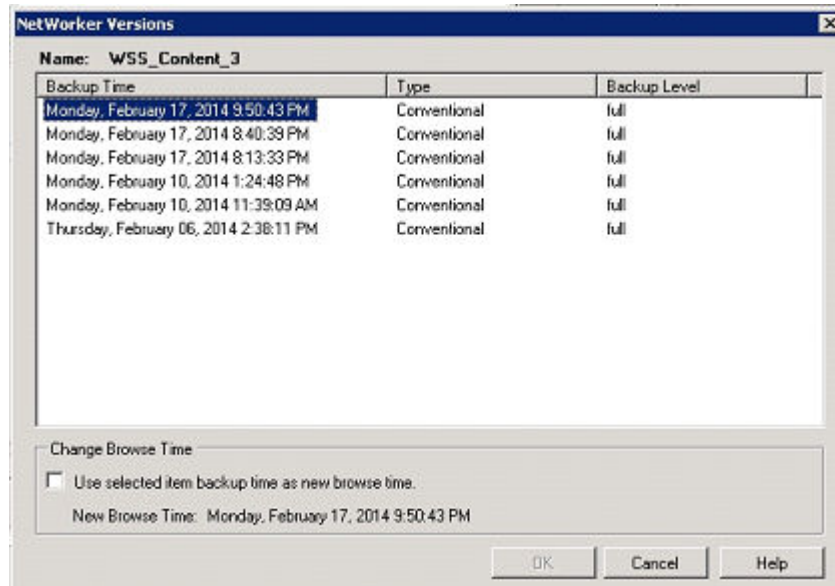 NetWorker Versions
Name: WSS_Content_3
Backup Time Type Backup Level
Monday, February 17, 2014 9:50:43 PM Conventional full
Monday, February 17, 2014 8:40:39 PM Conventional full
Monday, February 17, 2014 8:13:33 PM Conventional full
Monday, February 10, 2014 1:24:48 PM Conventional full
Monday, February 10, 2014 11:39:09 AM Conventional full
Thursday, February 06, 2014 2:38:11 PM Conventional full
Change Browse Time
Use selected item backup time as new browse time.
New Browse Time: Monday, February 17, 2014 9:50:43 PM
OK Cancel Help